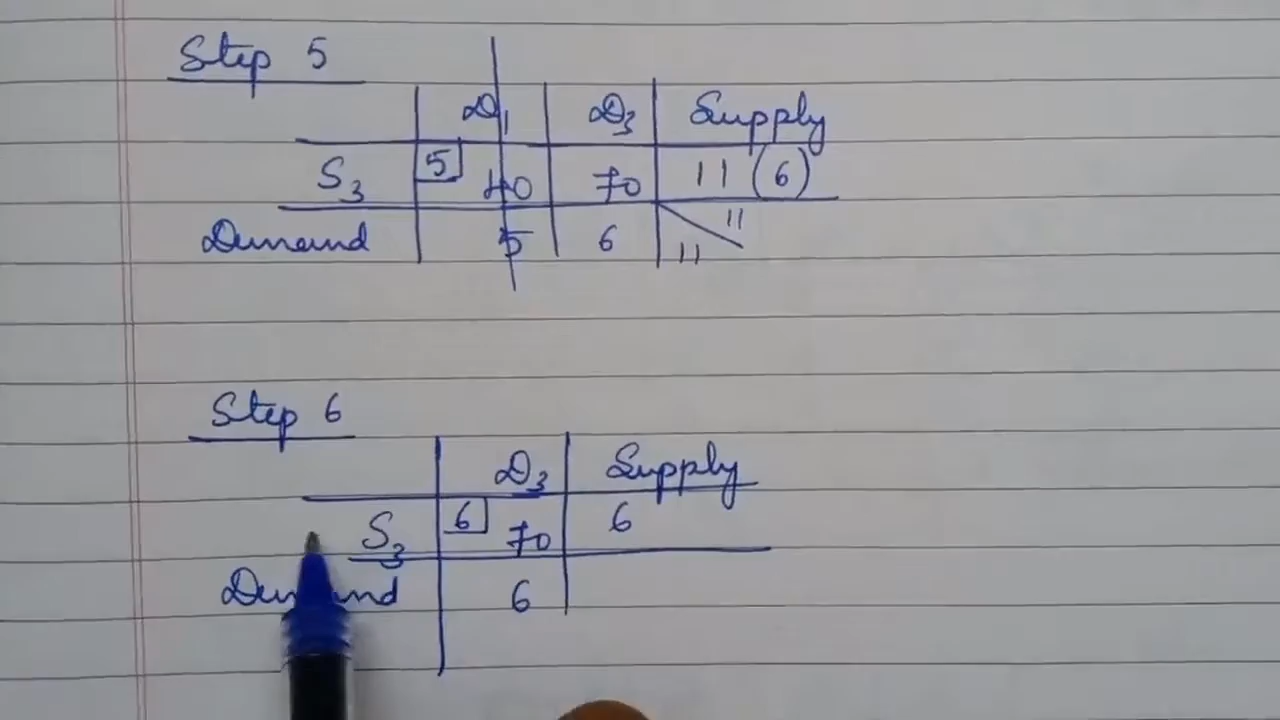 Step 5
D1 D3 Supply
S3 5 40 70 11 (6)
Demand 5 6 11 11
Step 6
D3 Supply
S3 6 70 6
Demand 6